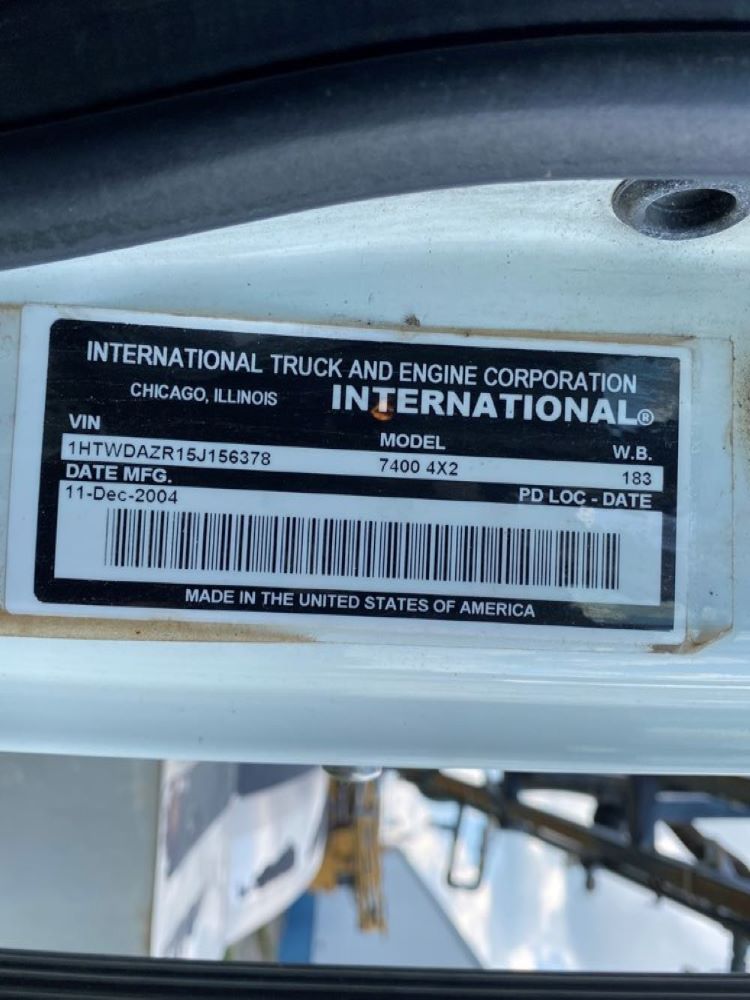 INTERNATIONAL TRUCK AND ENGINE CORPORATION
CHICAGO, ILLINOIS INTERNATIONAL®
VIN MODEL W.B.
1HTWDAZR15J156378 7400 4X2 183
DATE MFG. PD LOC - DATE
11-Dec-2004
MADE IN THE UNITED STATES OF AMERICA